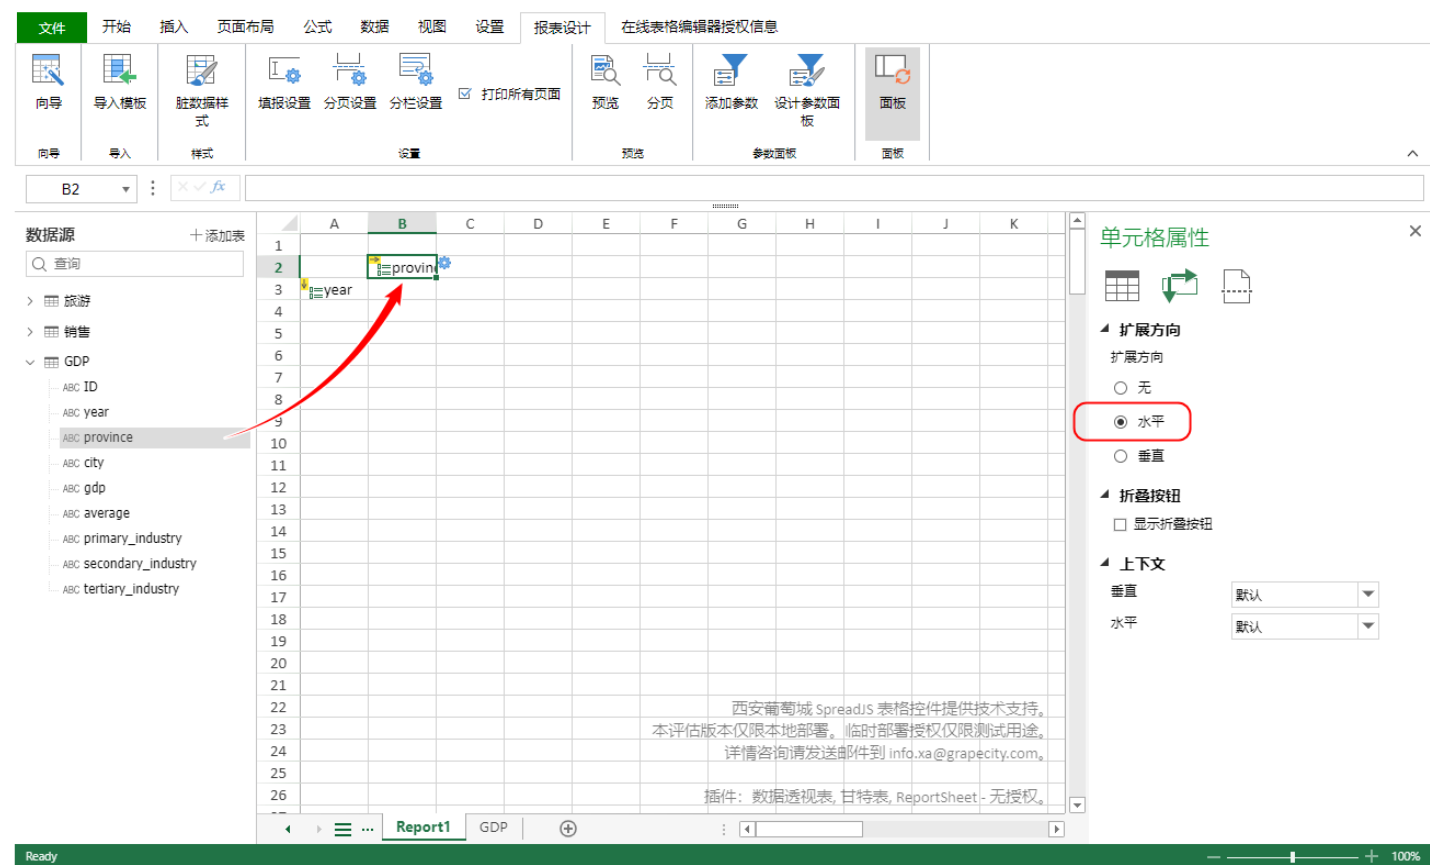 文件 开始 插入 页面布局 公式 数据 视图 设置 报表设计 在线表格编辑器授权信息
向导 导入模板 脏数据样式 填报设置 分页设置 分栏设置 打印所有页面 预览 分页 添加参数 设计参数面板 面板
向导 导入 样式 设置 预览 参数面板 面板
B2 fx
数据源 添加表
查询
旅游
销售
GDP
ABC ID
ABC year
ABC province
ABC city
ABC gdp
ABC average
ABC primary_industry
ABC secondary_industry
ABC tertiary_industry
A B C D E F G H I J K
1
2 provin
3 year
4
5
6
7
8
9
10
11
12
13
14
15
16
17
18
19
20
21
22 西安葡萄城 SpreadJS 表格控件提供技术支持。
23 本评估版本仅限本地部署。临时部署授权仅限测试用途。
24 详情咨询请发送邮件到 info.xa@grapecity.com。
25
26 插件：数据透视表, 甘特表, ReportSheet - 无授权。
单元格属性
扩展方向
扩展方向
无
水平
垂直
折叠按钮
显示折叠按钮
上下文
垂直 默认
水平 默认
Report1 GDP
Ready 100%